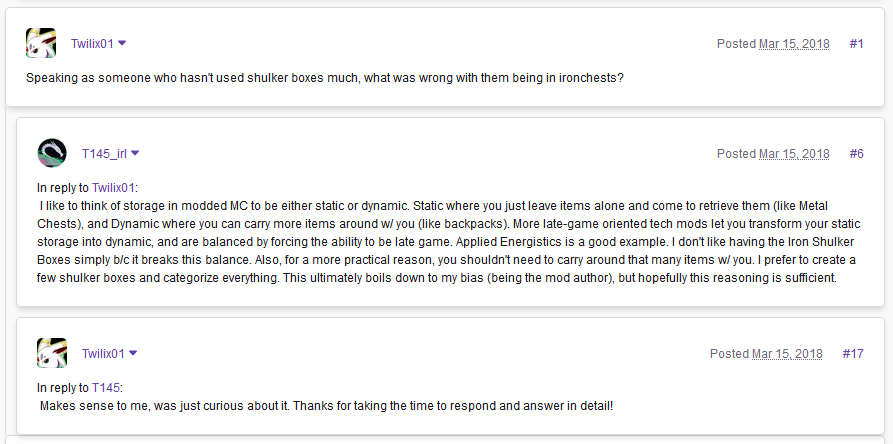 Twilix01
Posted Mar 15, 2018 #1
Speaking as someone who hasn't used shulker boxes much, what was wrong with them being in ironchests?
T145_irl
Posted Mar 15, 2018 #6
In reply to Twilix01:
I like to think of storage in modded MC to be either static or dynamic. Static where you just leave items alone and come to retrieve them (like Metal
Chests), and Dynamic where you can carry more items around w/ you (like backpacks). More late-game oriented tech mods let you transform your static
storage into dynamic, and are balanced by forcing the ability to be late game. Applied Energistics is a good example. I don't like having the Iron Shulker
Boxes simply b/c it breaks this balance. Also, for a more practical reason, you shouldn't need to carry around that many items w/ you. I prefer to create a
few shulker boxes and categorize everything. This ultimately boils down to my bias (being the mod author), but hopefully this reasoning is sufficient.
Twilix01
Posted Mar 15, 2018 #17
In reply to T145:
Makes sense to me, was just curious about it. Thanks for taking the time to respond and answer in detail!